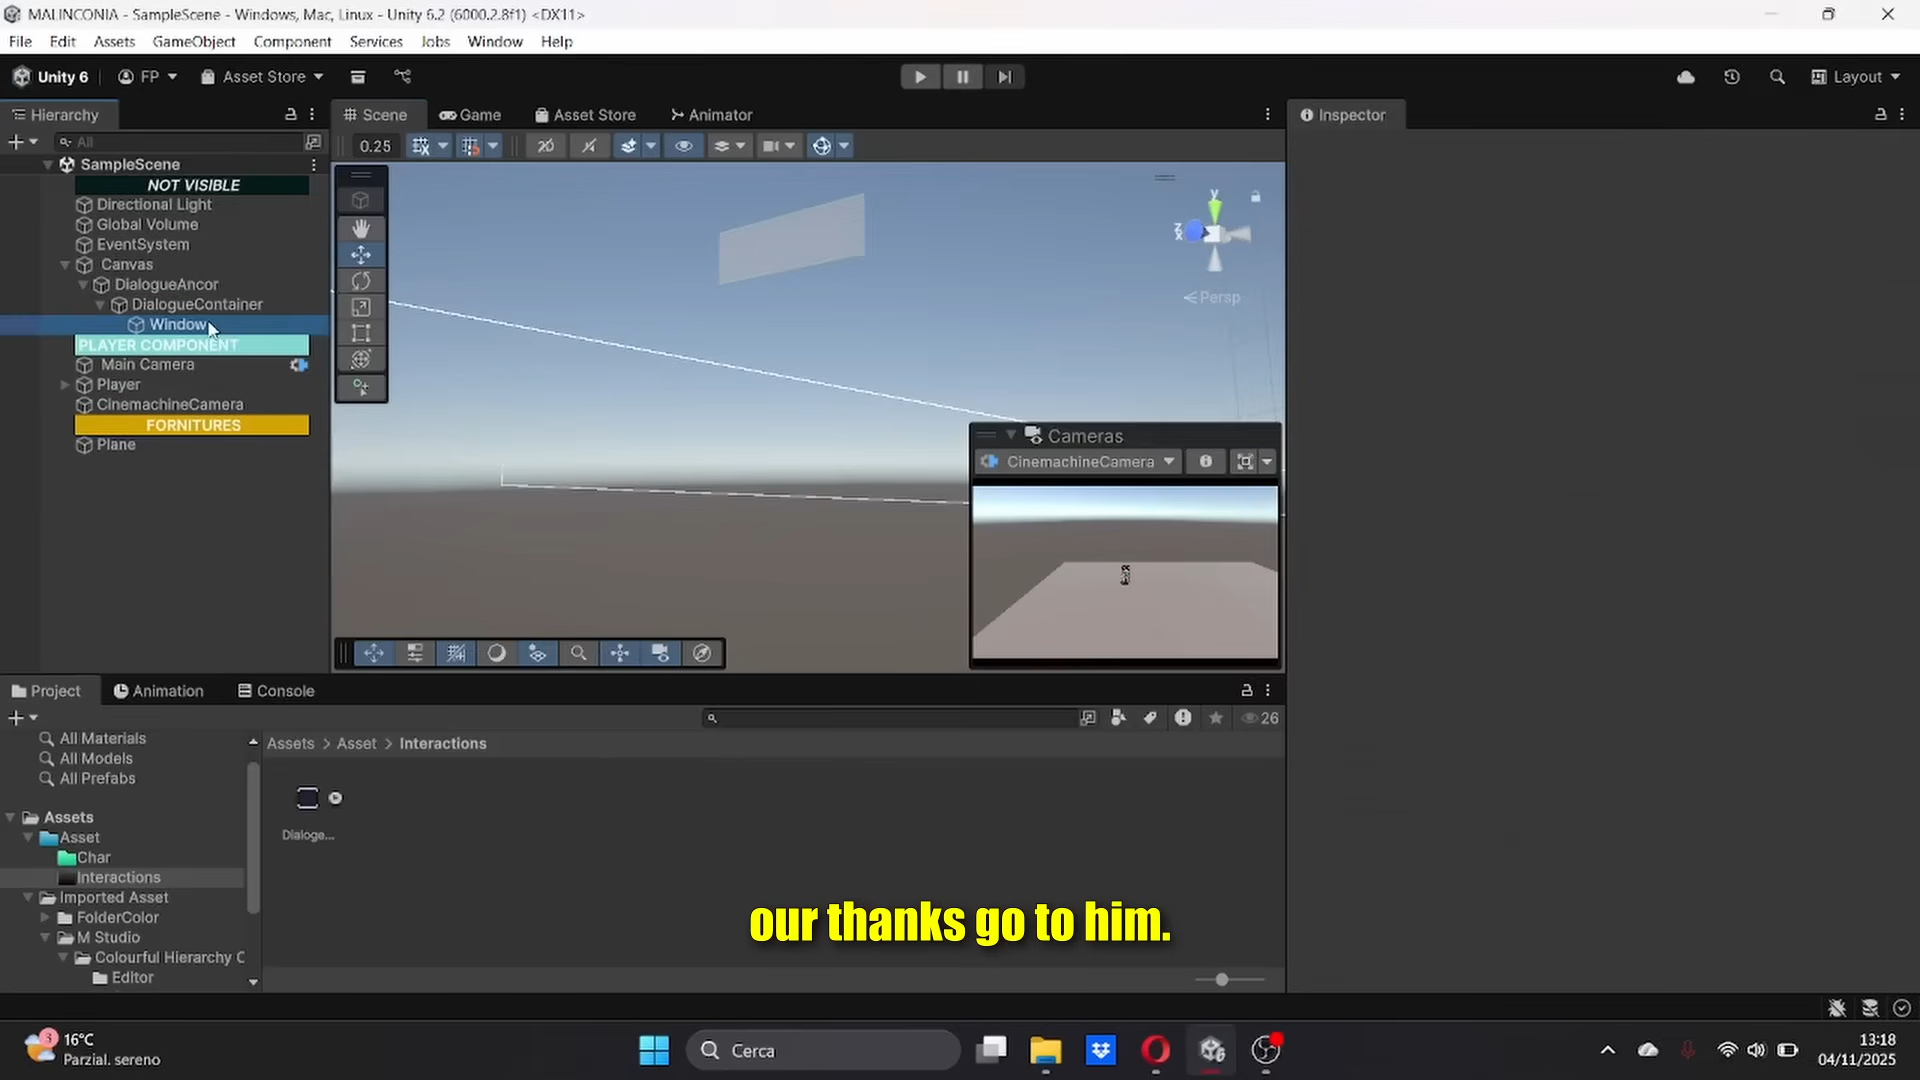 MALINCONIA - SampleScene - Windows, Mac, Linux - Unity 6.2 (6000.2.8f1) <DX11>
File Edit Assets GameObject Component Services Jobs Window Help
Unity 6 FP Asset Store Layout
Hierarchy
Scene Game Asset Store Animator
Inspector
All
0.25
SampleScene
NOT VISIBLE
Directional Light
Global Volume
EventSystem
Canvas
DialogueAncor
DialogueContainer
Window
PLAYER COMPONENT
Main Camera
Player
CinemachineCamera
FORNITURES
Plane
y
z
x
Persp
Cameras
CinemachineCamera
Project Animation Console
26
All Materials
All Models
All Prefabs
Assets
Asset
Char
Interactions
Imported Asset
FolderColor
M Studio
Colourful Hierarchy C
Editor
Assets > Asset > Interactions
Dialoge...
our thanks go to him.
3
16°C
Parzial. sereno
Cerca
13:18
04/11/2025